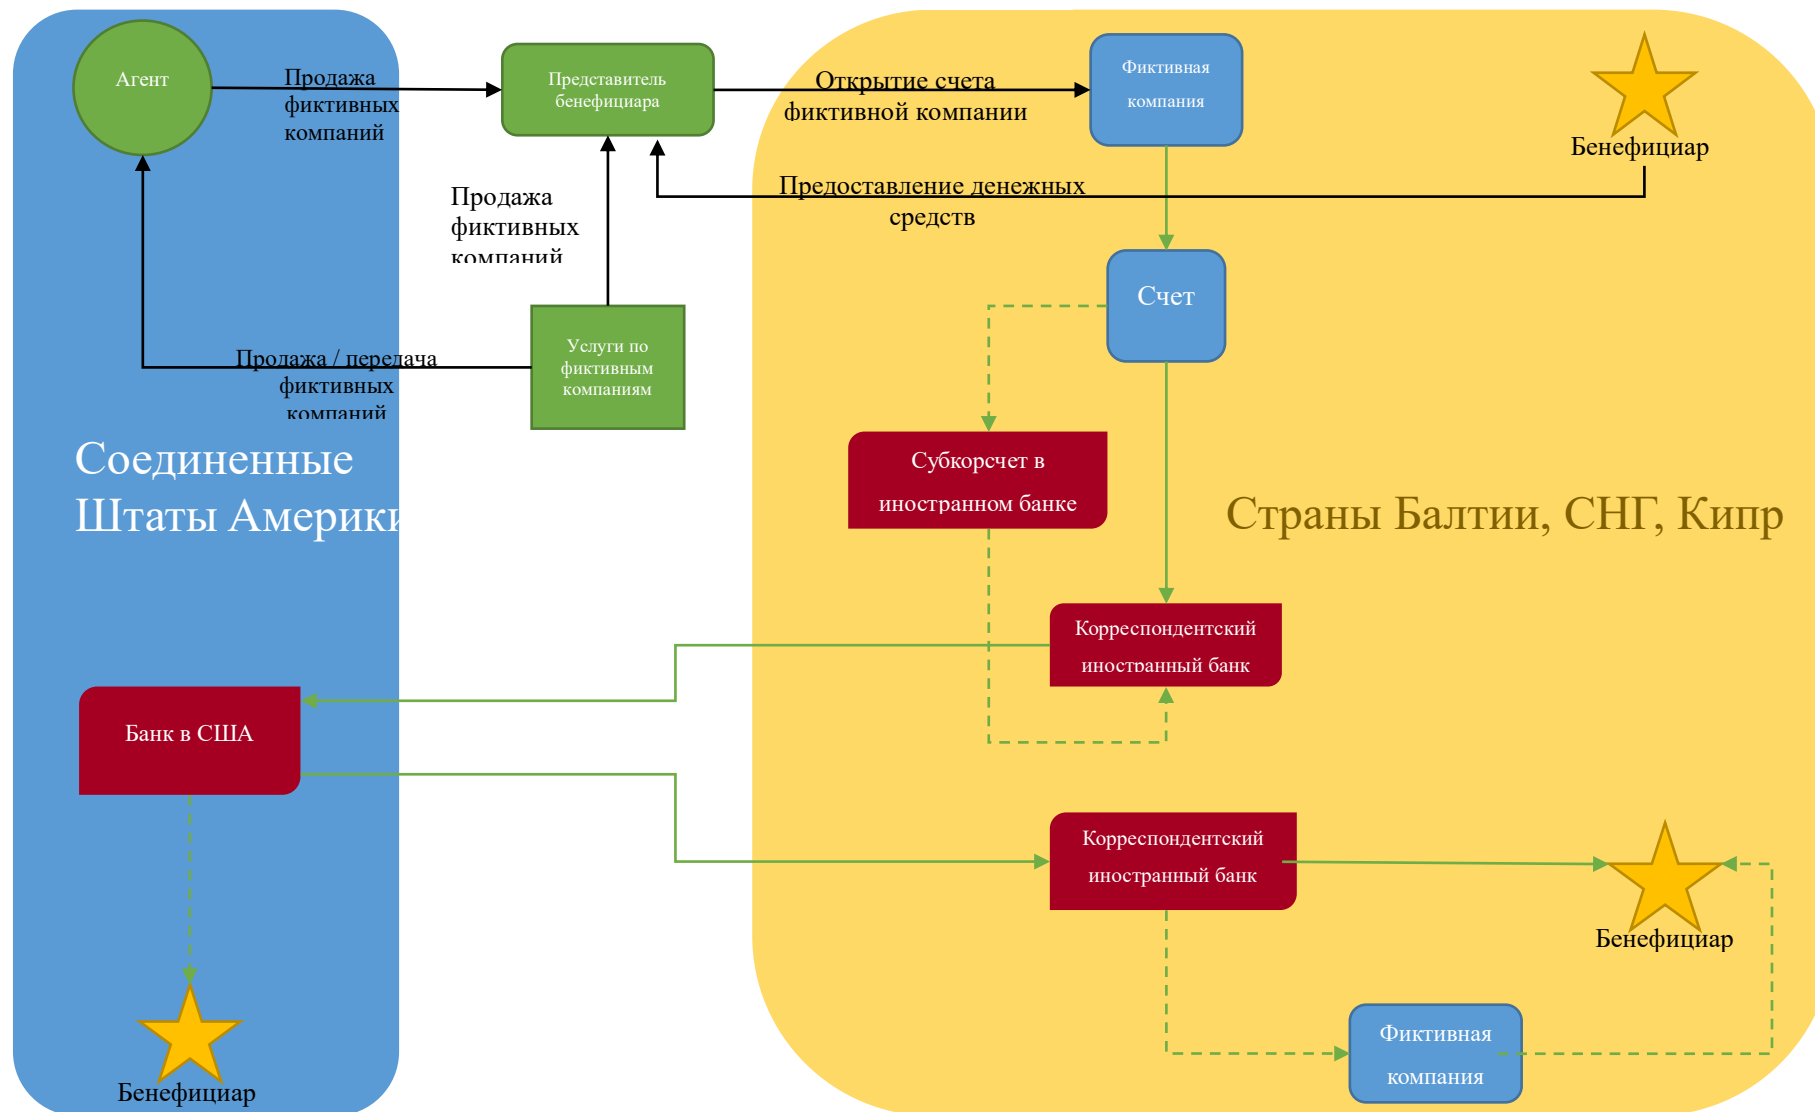 Агент
Продажа
фиктивных
компаний
Представитель
бенефициара
Открытие счета
фиктивной компании
Фиктивная
компания
Бенефициар
Продажа
фиктивных
компаний
Предоставление денежных
средств
Счет
Услуги по
фиктивным
компаниям
Продажа / передача
фиктивных
компаний
Соединенные
Штаты Америки
Субкорсчет в
иностранном банке
Страны Балтии, СНГ, Кипр
Корреспондентский
иностранный банк
Банк в США
Корреспондентский
иностранный банк
Бенефициар
Фиктивная
компания
Бенефициар